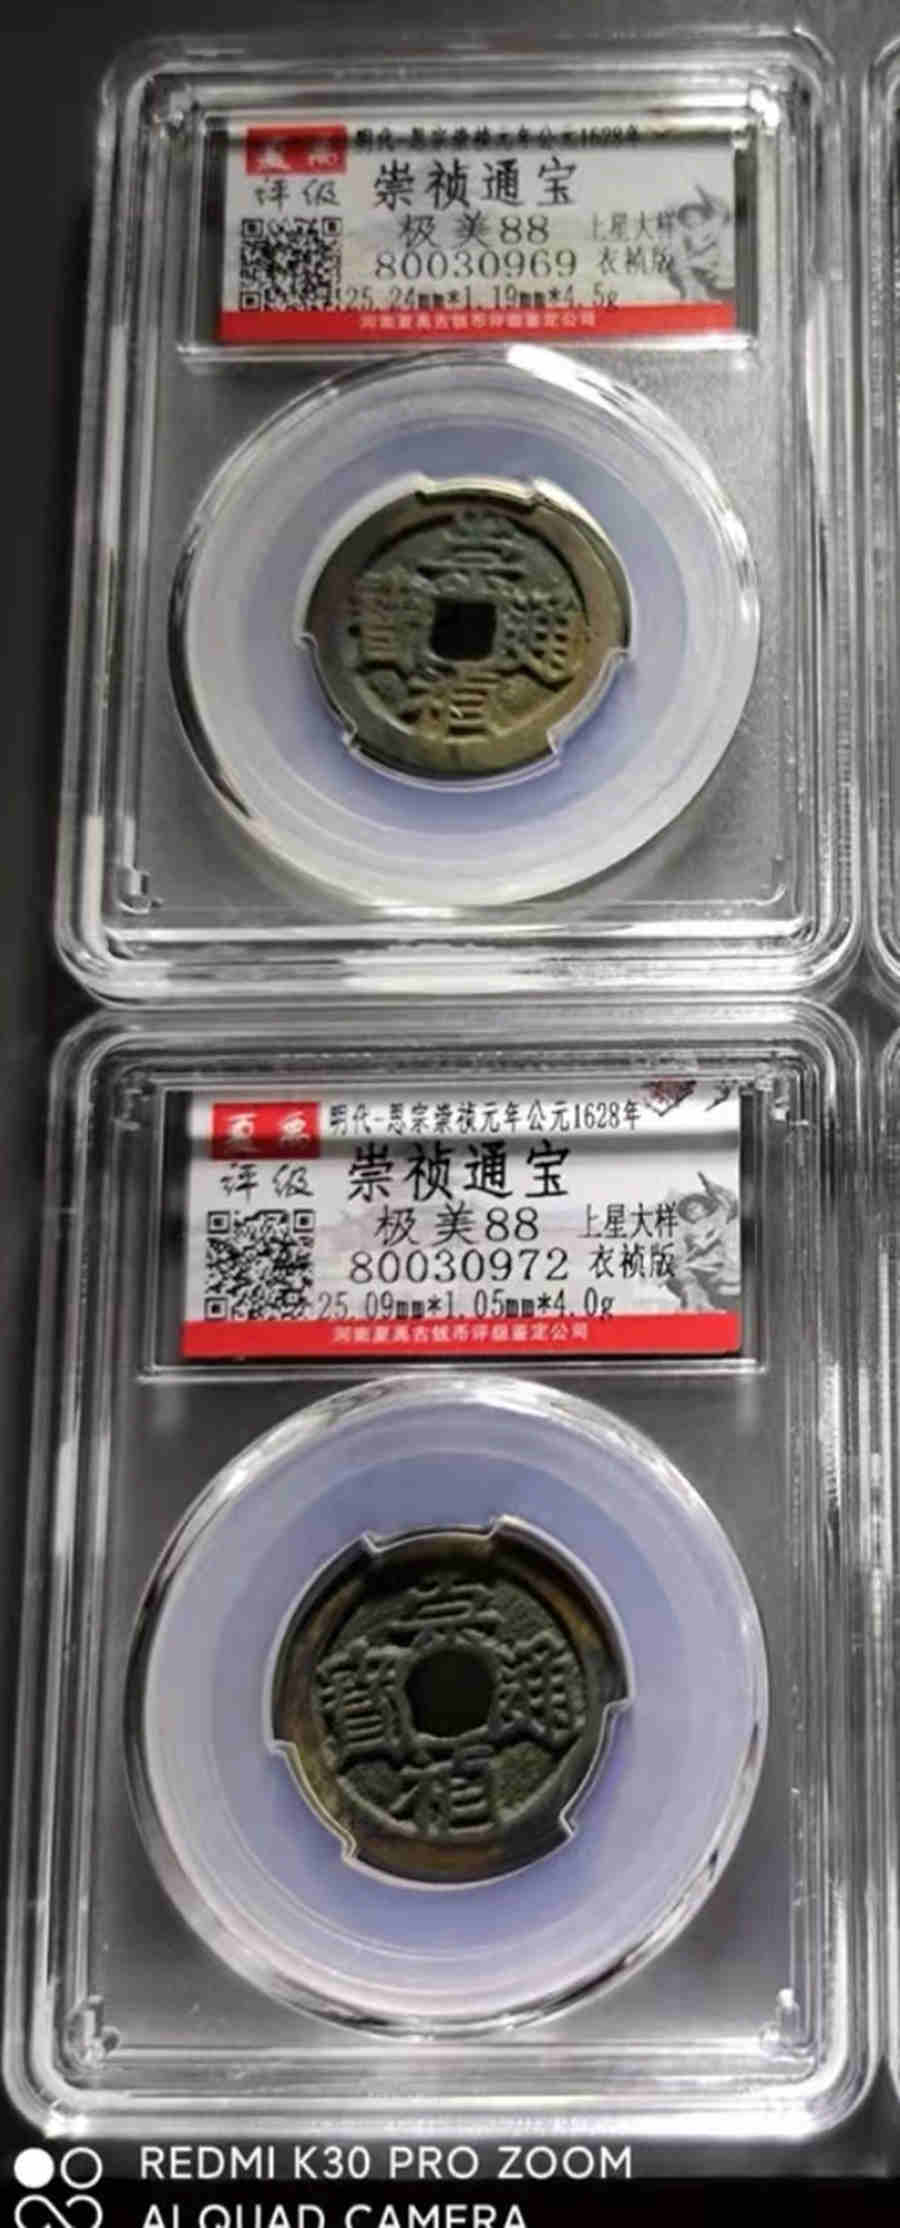 明代-思宗崇祯元年公元1628年
评级
崇祯通宝
极美88
上星大样
80030969
衣祯版
25.24mm*1.19mm*4.5g
河南夏禹古钱币评级鉴定公司
崇
寶 通
禎
夏禹
明代-思宗崇祯元年公元1628年
评级
崇祯通宝
极美88
上星大样
80030972
衣祯版
25.09mm*1.05mm*4.0g
河南夏禹古钱币评级鉴定公司
崇
寶 通
禎
REDMI K30 PRO ZOOM
AI QUAD CAMERA